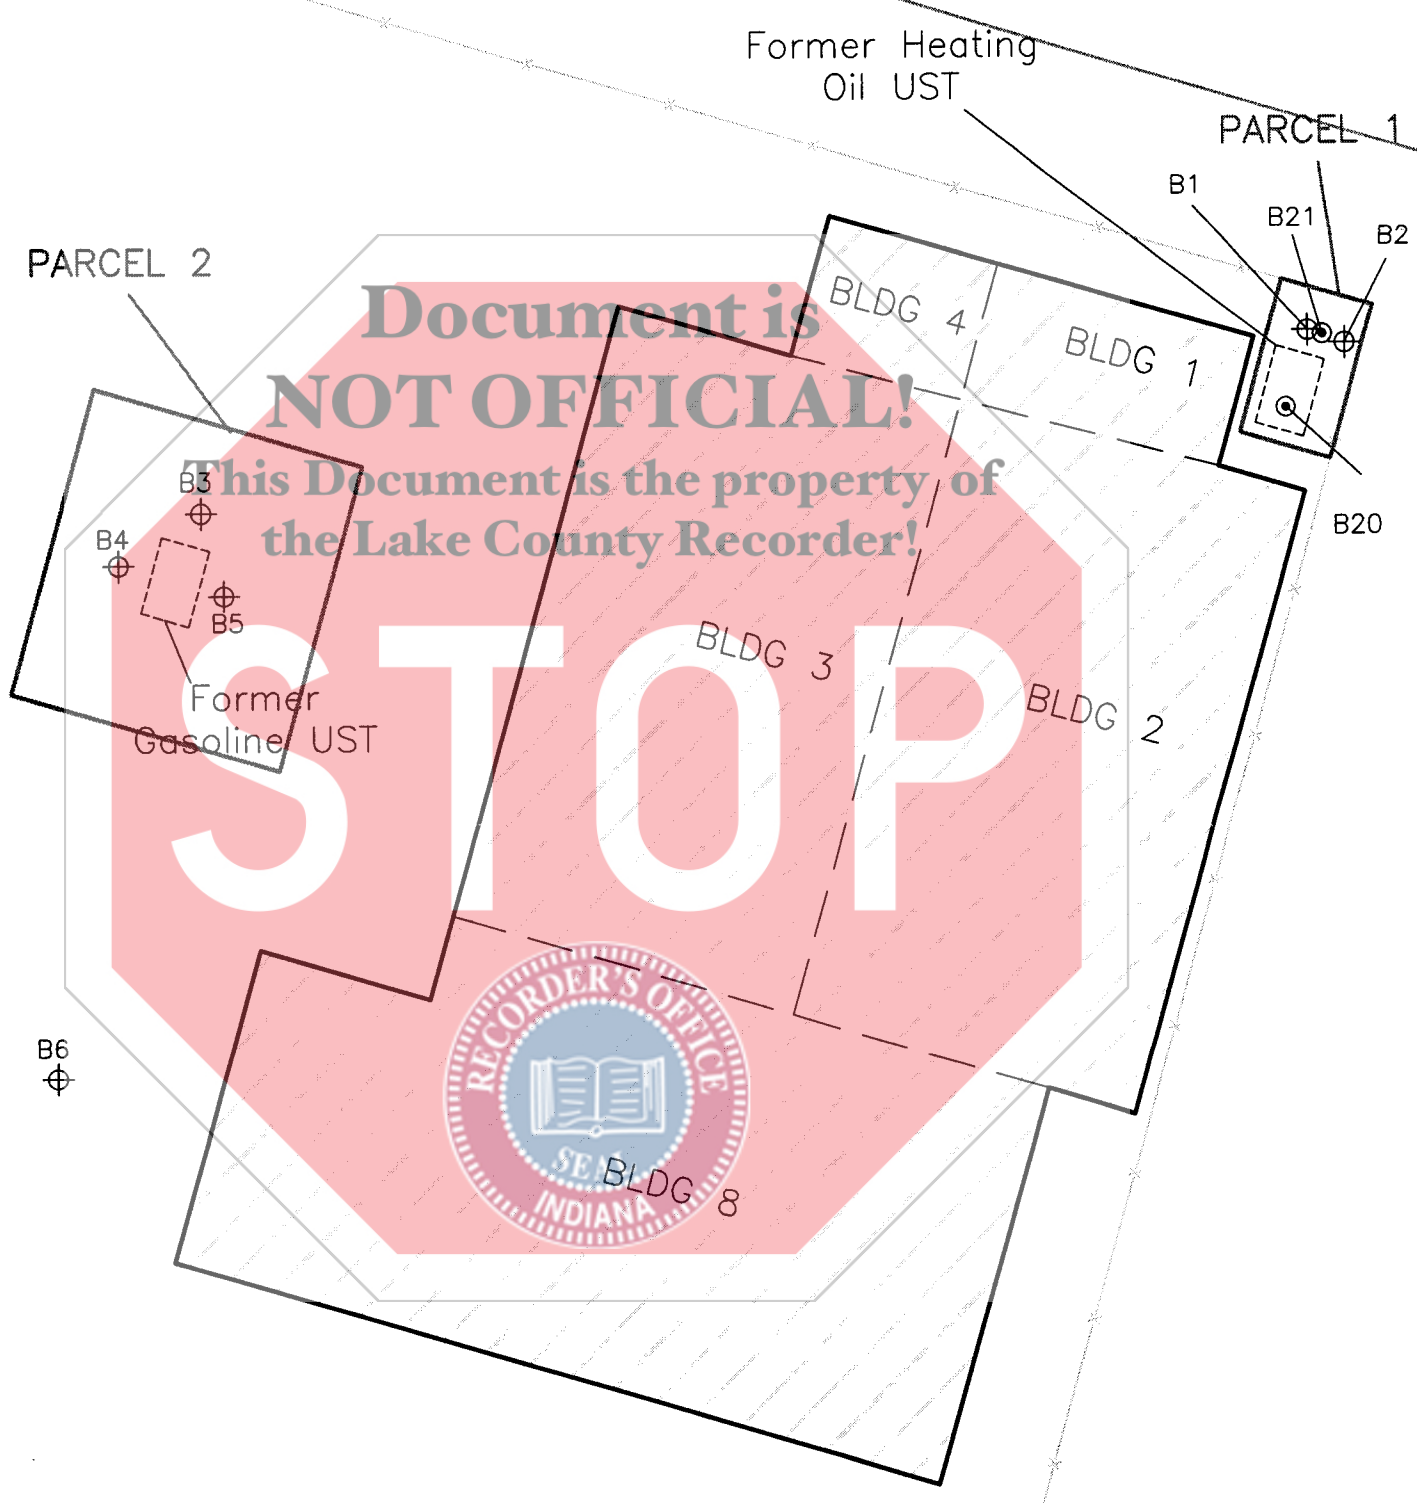 Former Heating
Oil UST
PARCEL 1
B1
B21
B2
PARCEL 2
BLDG 4
BLDG 1
Document is
NOT OFFICIAL!
This Document is the property of
the Lake County Recorder!
B3
B4
B5
B20
Former
Gasoline UST
STOP
BLDG 3
BLDG 2
B6
RECORDER'S OFFICE
SEAL
INDIANA
BLDG 8